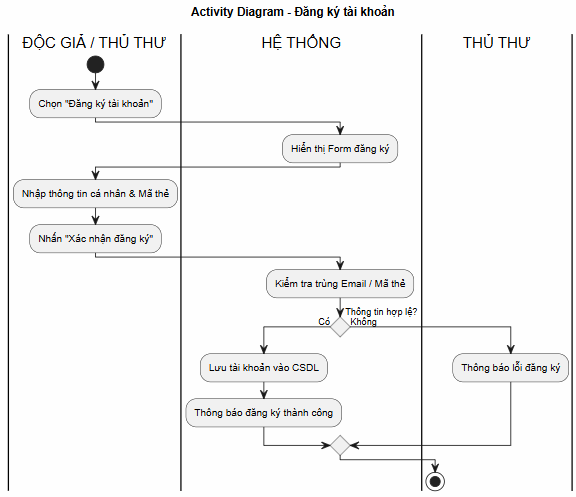 Activity Diagram - Đăng ký tài khoản
ĐỘC GIẢ / THỦ THƯ
HỆ THỐNG
THỦ THƯ
Chọn "Đăng ký tài khoản"
Hiển thị Form đăng ký
Nhập thông tin cá nhân & Mã thẻ
Nhấn "Xác nhận đăng ký"
Kiểm tra trùng Email / Mã thẻ
Thông tin hợp lệ?
Có
Không
Lưu tài khoản vào CSDL
Thông báo lỗi đăng ký
Thông báo đăng ký thành công